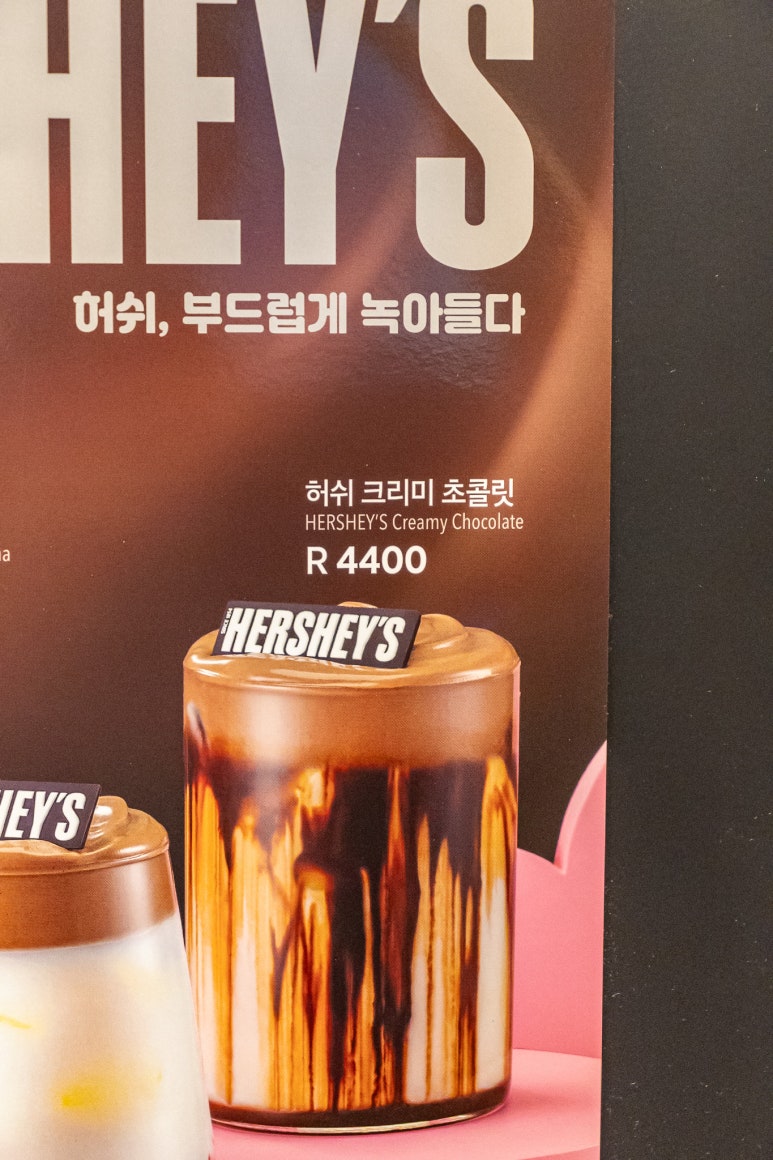 HEY'S
허쉬, 부드럽게 녹아들다
허쉬 크리미 초콜릿
HERSHEY'S Creamy Chocolate
R 4400
HERSHEY'S
HEY'S